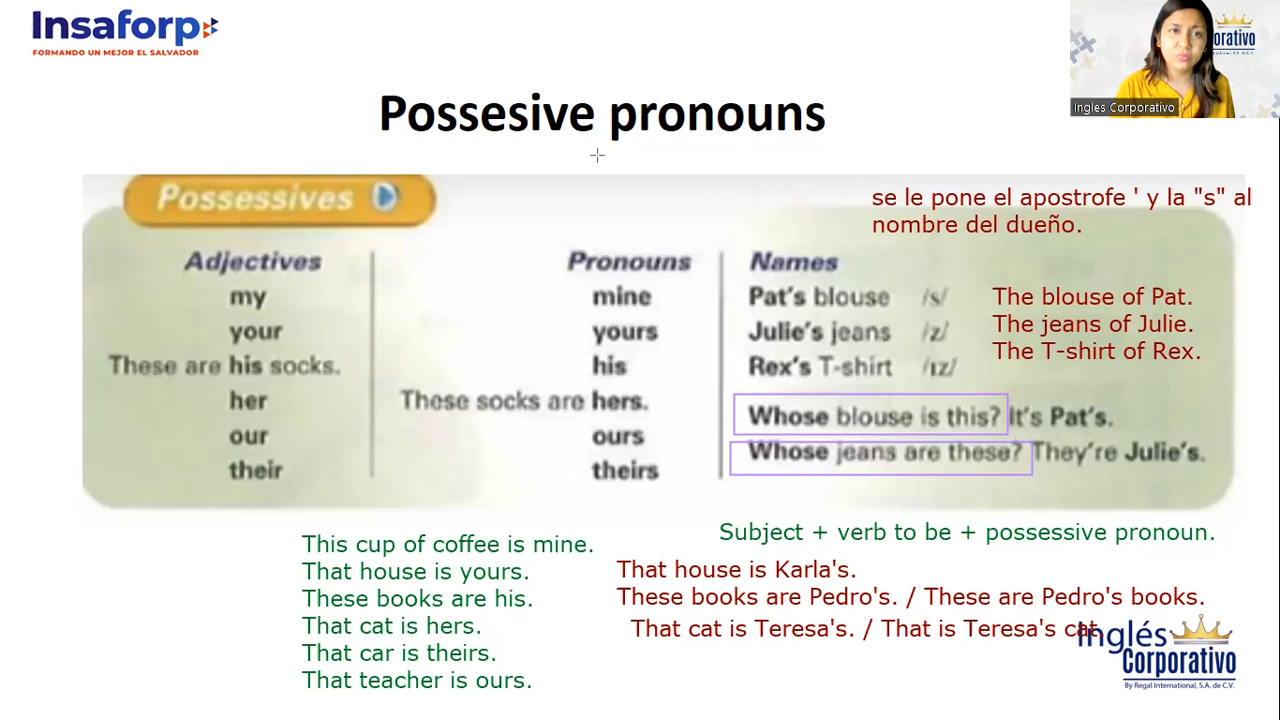 Insaforp
FORMANDO UN MEJOR EL SALVADOR
orativo
Ingles Corporativo
Possesive pronouns
Possessives
se le pone el apostrofe ' y la "s" al
nombre del dueño.
Adjectives
my
your
These are his socks.
her
our
their
Pronouns
mine
yours
his
These socks are hers.
ours
theirs
Names
Pat's blouse /s/
Julie's jeans /z/
Rex's T-shirt /ɪz/
Whose blouse is this? It's Pat's.
Whose jeans are these? They're Julie's.
The blouse of Pat.
The jeans of Julie.
The T-shirt of Rex.
Subject + verb to be + possessive pronoun.
This cup of coffee is mine.
That house is yours.
These books are his.
That cat is hers.
That car is theirs.
That teacher is ours.
That house is Karla's.
These books are Pedro's. / These are Pedro's books.
That cat is Teresa's. / That is Teresa's cat.
Inglés
Corporativo
By Regal International, S.A. de C.V.